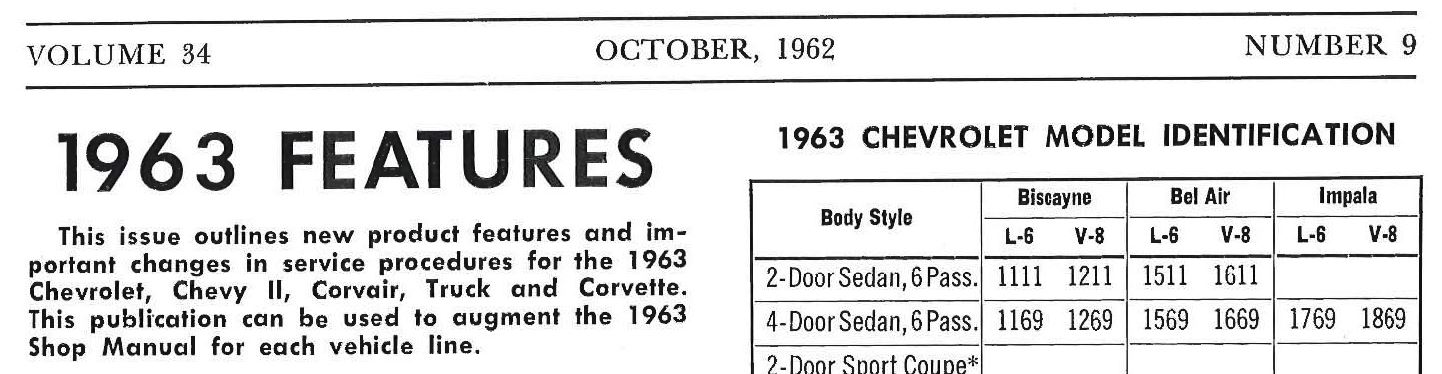 VOLUME 34 OCTOBER, 1962 NUMBER 9
1963 FEATURES
This issue outlines new product features and im-
portant changes in service procedures for the 1963
Chevrolet, Chevy II, Corvair, Truck and Corvette.
This publication can be used to augment the 1963
Shop Manual for each vehicle line.
1963 CHEVROLET MODEL IDENTIFICATION
Body Style Biscayne Bel Air Impala
L-6 V-8 L-6 V-8 L-6 V-8
2-Door Sedan, 6 Pass. 1111 1211 1511 1611
4-Door Sedan, 6 Pass. 1169 1269 1569 1669 1769 1869
2-Door Sport Coupe*